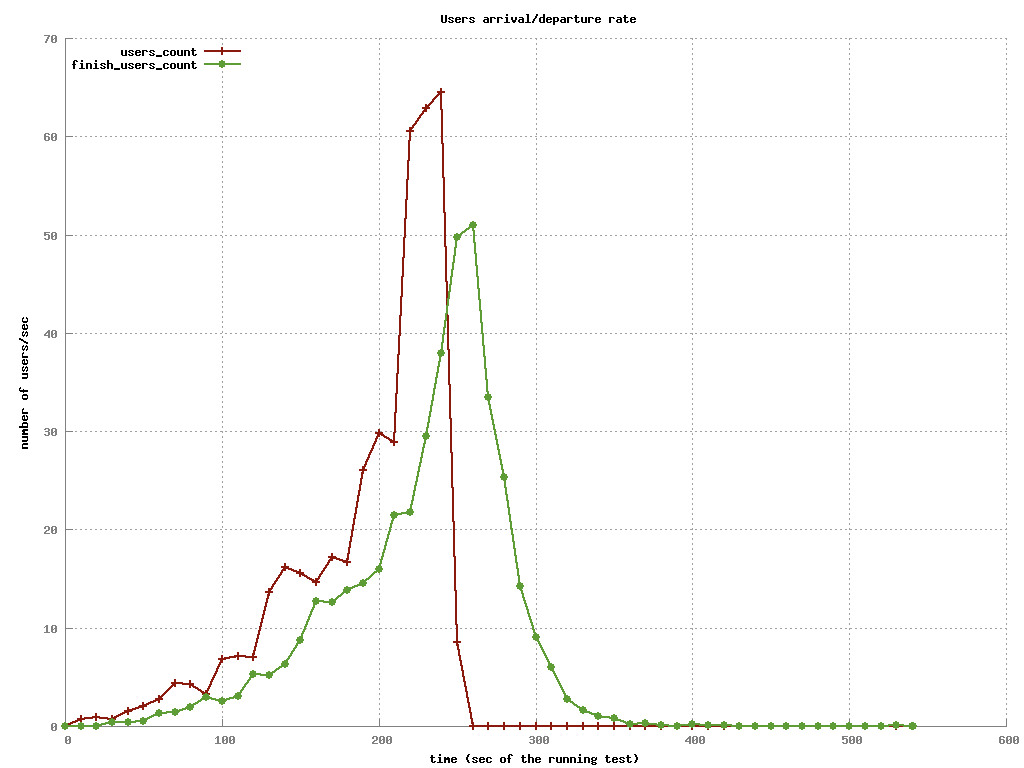 Users arrival/departure rate
users_count
finish_users_count
70
60
50
40
30
20
10
0
number of users/sec
0 100 200 300 400 500 600
time (sec of the running test)